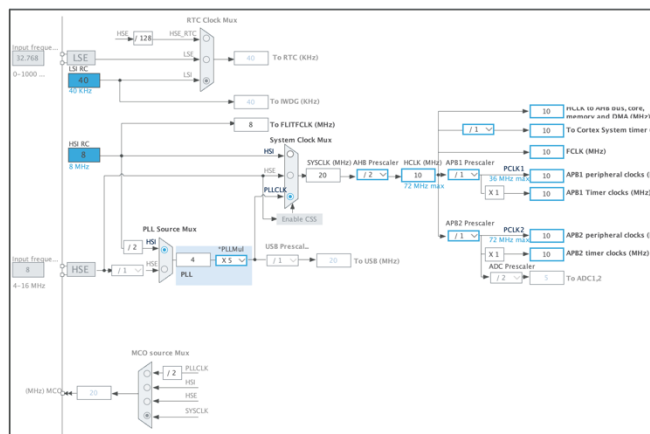 RTC Clock Mux
HSE
/ 128
HSE_RTC
Input freque...
32.768
LSE
LSE
40
To RTC (KHz)
0-1000 ...
LSI RC
40
LSI
40 KHz
40
To IWDG (KHz)
8
To FLITFCLK (MHz)
System Clock Mux
HSI RC
8
HSI
8 MHz
HSE
SYSCLK (MHz)
AHB Prescaler
HCLK (MHz)
APB1 Prescaler
20
/ 2
10
/ 1
72 MHz max
PLLCLK
Enable CSS
10
HCLK to AHB bus, core,
memory and DMA (MHz)
/ 1
10
To Cortex System timer (
10
FCLK (MHz)
PCLK1
10
APB1 peripheral clocks (
36 MHz max
X 1
10
APB1 Timer clocks (MHz)
PLL Source Mux
/ 2
HSI
*PLLMul
4
X 5
PLL
USB Prescal...
/ 1
20
To USB (MHz)
Input freque...
8
HSE
/ 1
HSE
4-16 MHz
APB2 Prescaler
/ 1
PCLK2
10
APB2 peripheral clocks (
72 MHz max
X 1
10
APB2 timer clocks (MHz)
ADC Prescaler
/ 2
5
To ADC1,2
MCO source Mux
/ 2
PLLCLK
HSI
HSE
SYSCLK
(MHz) MCO
20